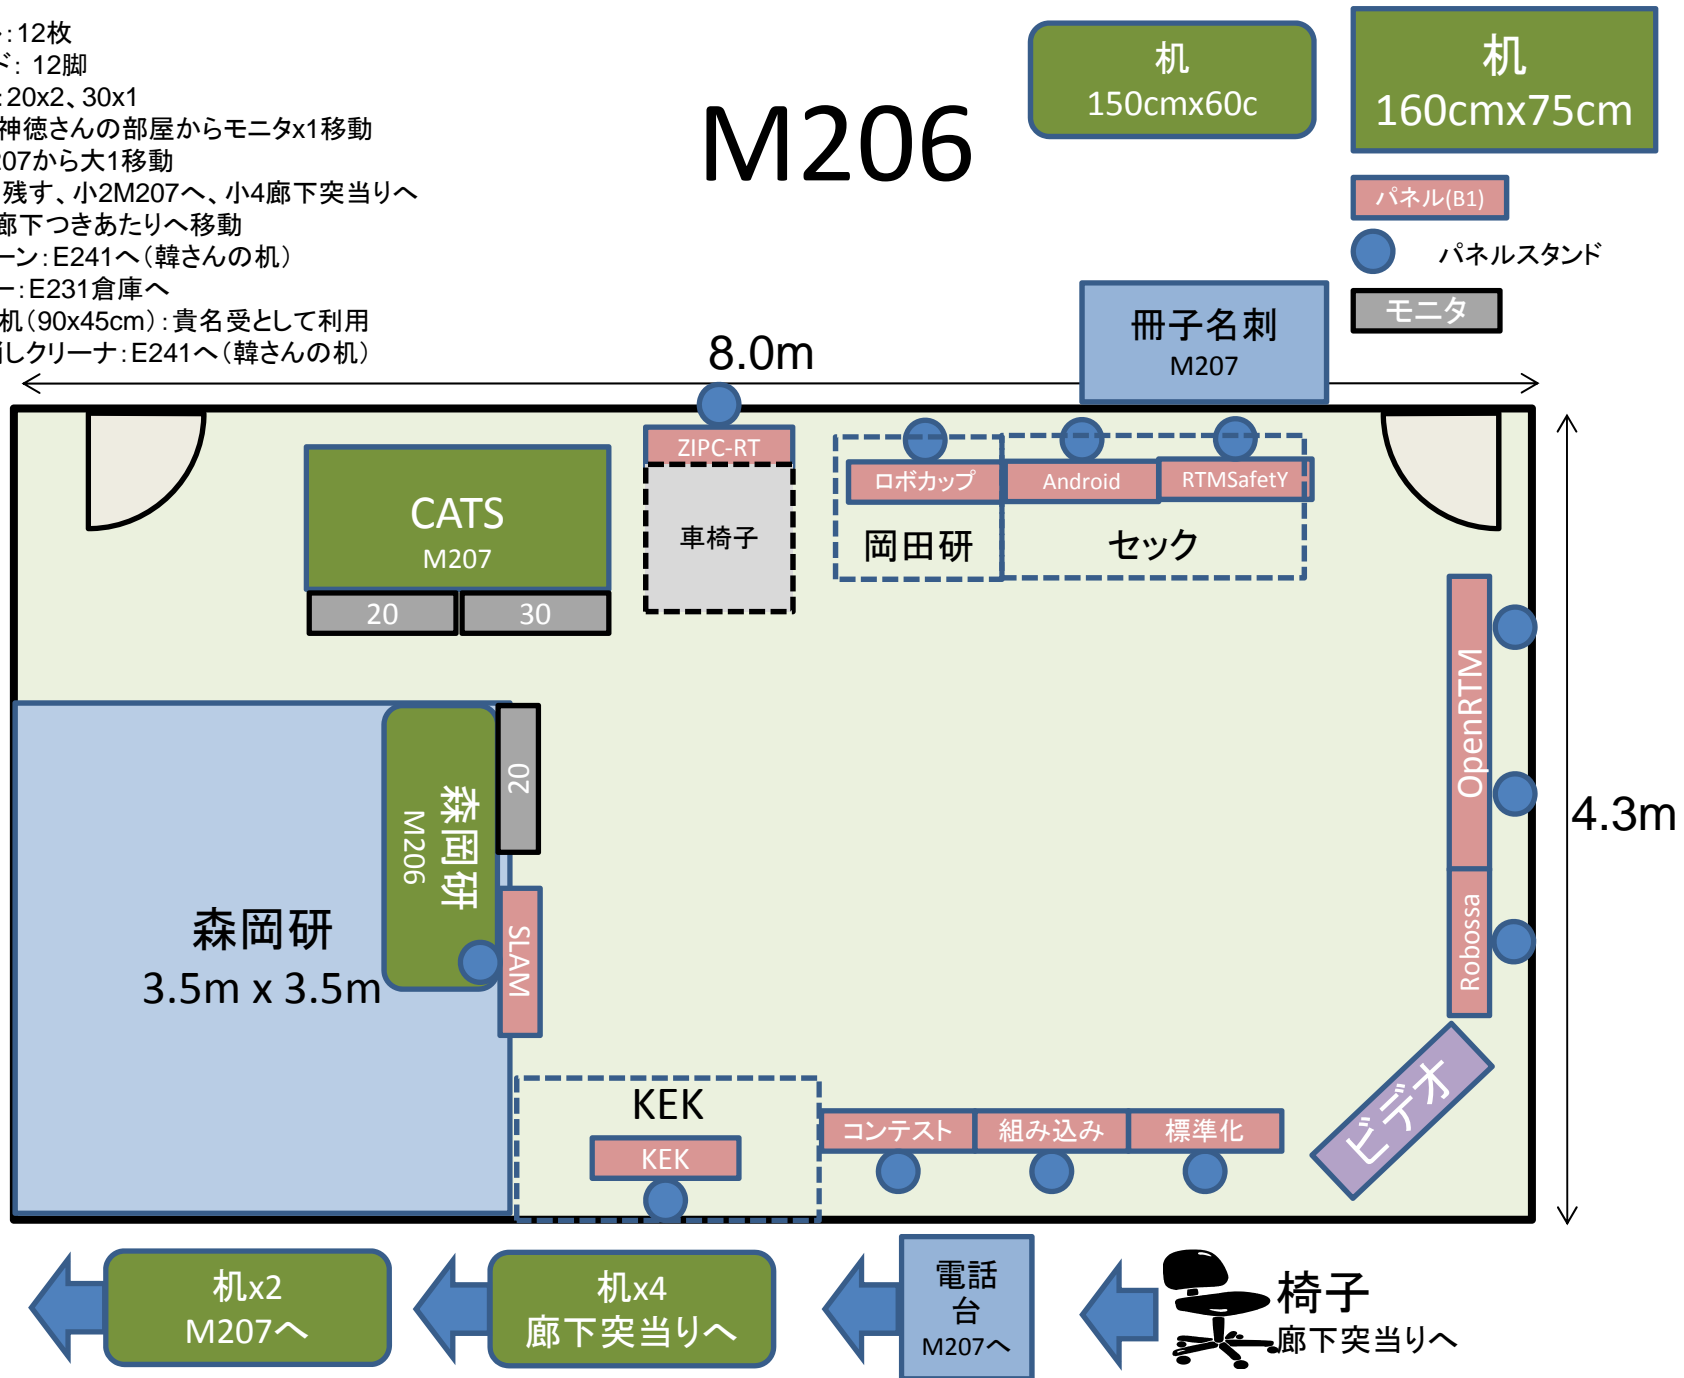 :12枚
ド: 12脚
:20x2、30x1
神徳さんの部屋からモニタx1移動
207から大1移動
残す、小2M207へ、小4廊下突当りへ
廊下つきあたりへ移動
ーン:E241へ(韓さんの机)
ー:E231倉庫へ
机(90x45cm):貴名受として利用
消しクリーナ:E241へ(韓さんの机)
M206
机
150cmx60c
机
160cmx75cm
パネル(B1)
パネルスタンド
モニタ
冊子名刺
M207
8.0m
ZIPC-RT
車椅子
CATS
M207
20
30
ロボカップ
Android
RTMSafetY
岡田研
セック
OpenRTM
Robossa
4.3m
20
森岡研
M206
SLAM
森岡研
3.5m x 3.5m
KEK
KEK
コンテスト
組み込み
標準化
ビデオ
机x2
M207へ
机x4
廊下突当りへ
電話
台
M207へ
椅子
廊下突当りへ